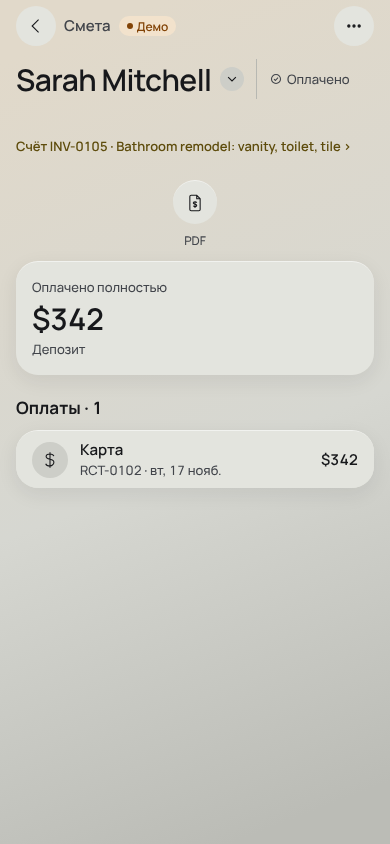 Смета
Демо
Sarah Mitchell
Оплачено
Счёт INV-0105 · Bathroom remodel: vanity, toilet, tile ›
$
PDF
Оплачено полностью
$342
Депозит
Оплаты · 1
$
Карта
RCT-0102 · вт, 17 нояб.
$342